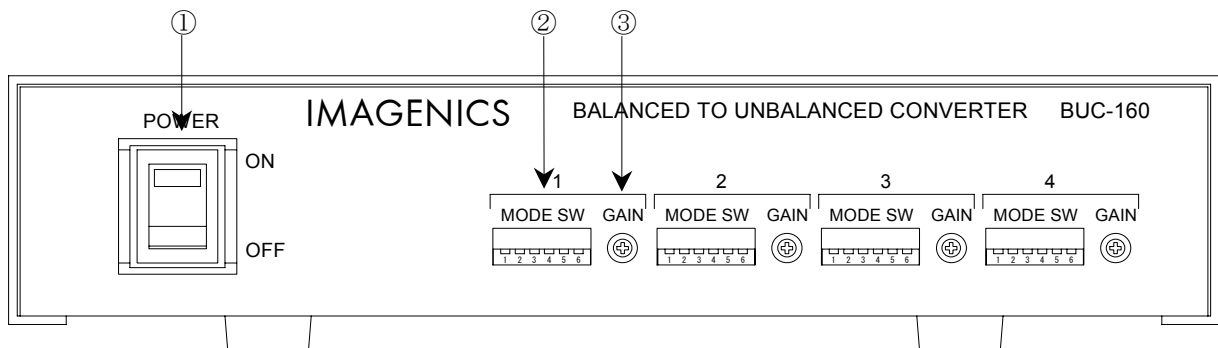 ① ② ③
POWER IMAGENICS BALANCED TO UNBALANCED CONVERTER BUC-160
ON
OFF
1 2 3 4
MODE SW GAIN MODE SW GAIN MODE SW GAIN MODE SW GAIN
1 2 3 4 5 6 1 2 3 4 5 6 1 2 3 4 5 6 1 2 3 4 5 6